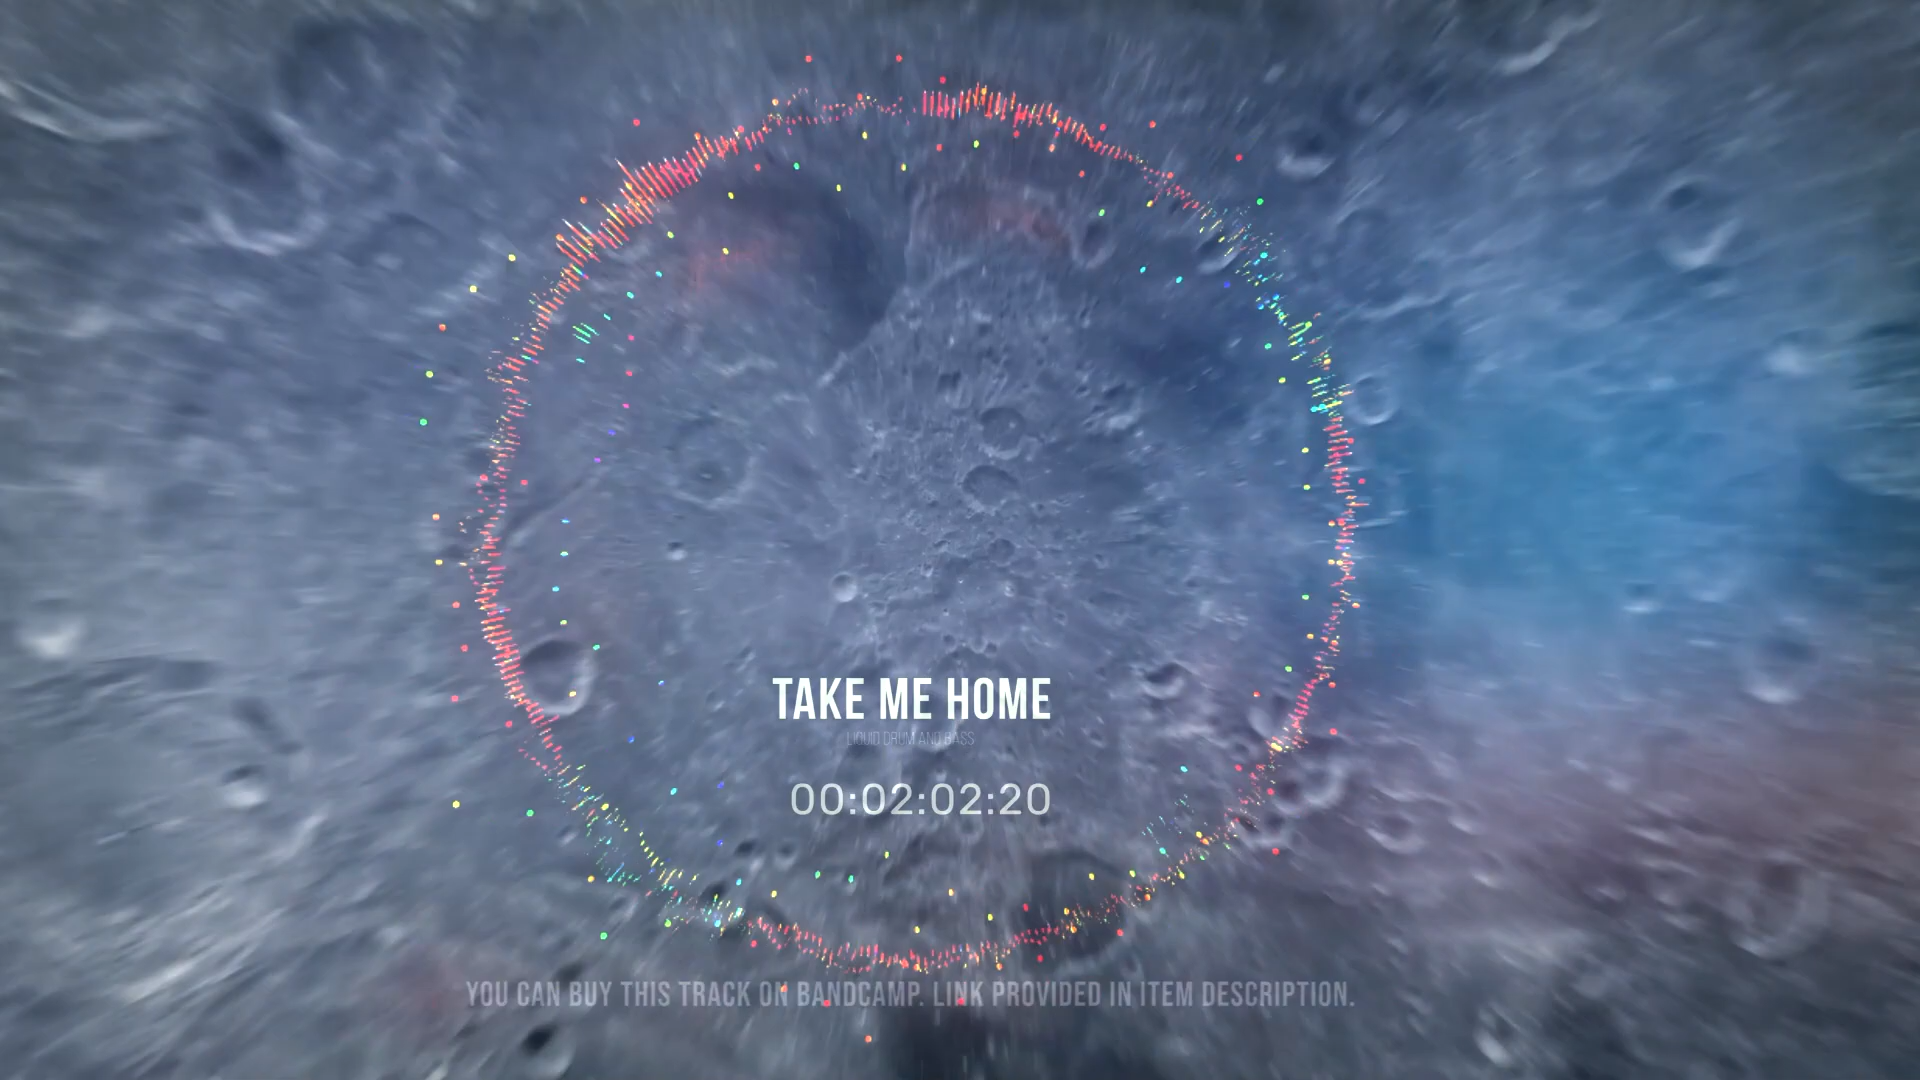 TAKE ME HOME
LIQUID DRUM AND BASS
00:02:02:20
YOU CAN BUY THIS TRACK ON BANDCAMP. LINK PROVIDED IN ITEM DESCRIPTION.